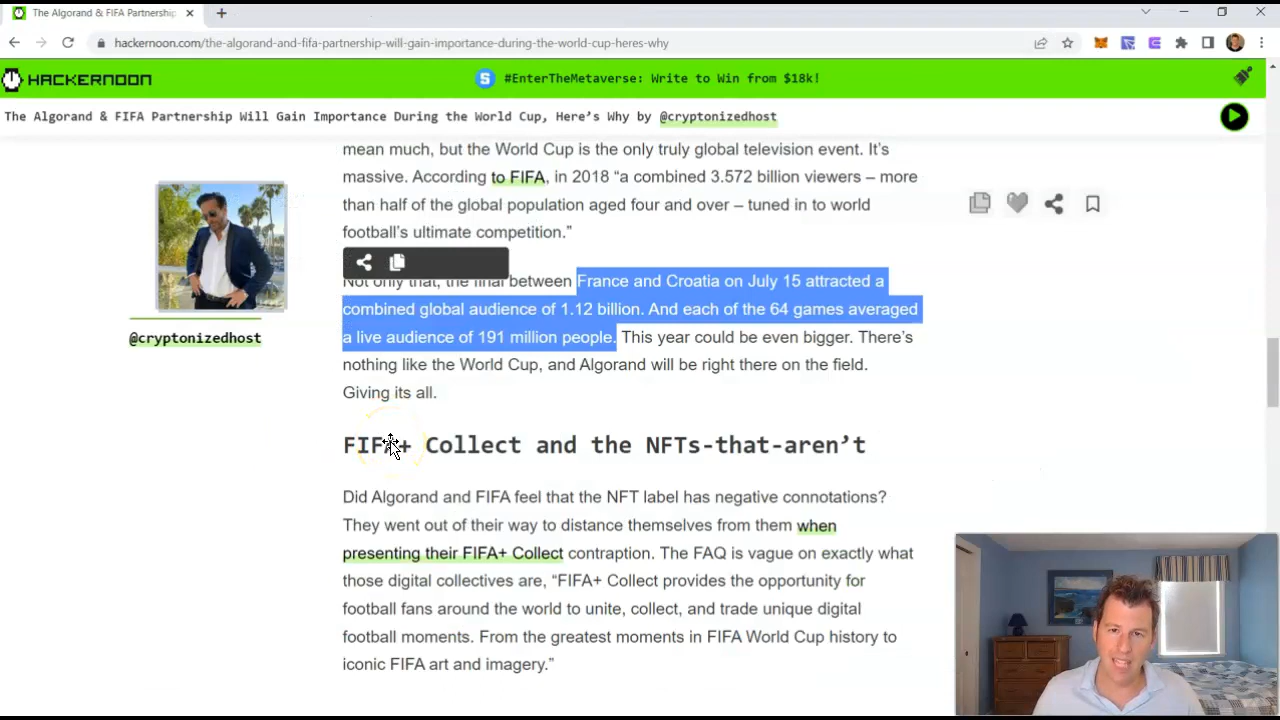 The Algorand & FIFA Partnership
hackernoon.com/the-algorand-and-fifa-partnership-will-gain-importance-during-the-world-cup-heres-why
HACKERNOON
S #EnterTheMetaverse: Write to Win from $18k!
The Algorand & FIFA Partnership Will Gain Importance During the World Cup, Here's Why by @cryptonizedhost
mean much, but the World Cup is the only truly global television event. It's
massive. According to FIFA, in 2018 “a combined 3.572 billion viewers – more
than half of the global population aged four and over – tuned in to world
football's ultimate competition.”
Not only that, the final between France and Croatia on July 15 attracted a
combined global audience of 1.12 billion. And each of the 64 games averaged
a live audience of 191 million people. This year could be even bigger. There's
nothing like the World Cup, and Algorand will be right there on the field.
Giving its all.
@cryptonizedhost
FIFA+ Collect and the NFTs-that-aren't
Did Algorand and FIFA feel that the NFT label has negative connotations?
They went out of their way to distance themselves from them when
presenting their FIFA+ Collect contraption. The FAQ is vague on exactly what
those digital collectives are, “FIFA+ Collect provides the opportunity for
football fans around the world to unite, collect, and trade unique digital
football moments. From the greatest moments in FIFA World Cup history to
iconic FIFA art and imagery.”